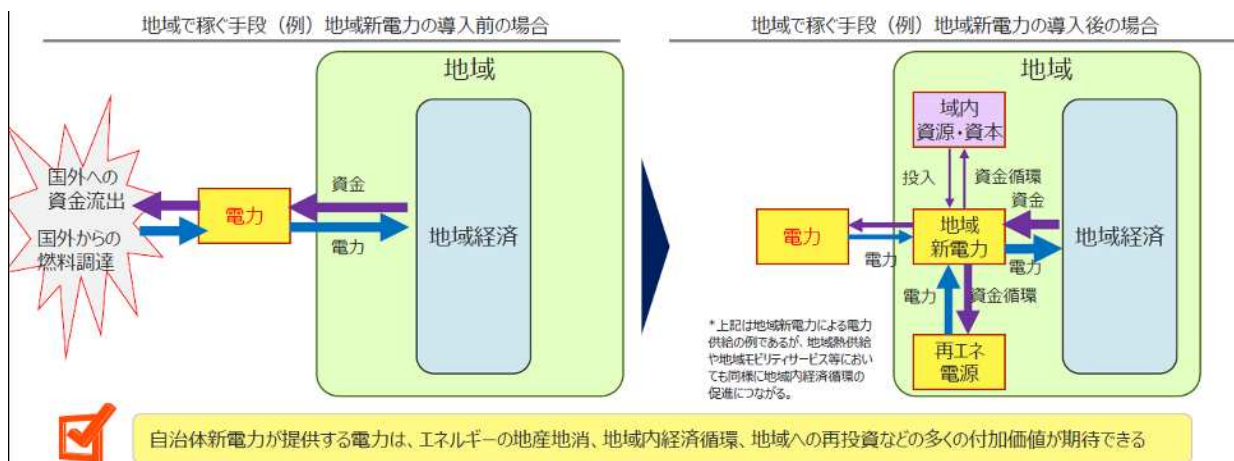 地域で稼ぐ手段（例）地域新電力の導入前の場合
地域
国外への
資金流出
国外からの
燃料調達
電力
資金
電力
地域経済
地域で稼ぐ手段（例）地域新電力の導入後の場合
地域
域内
資源・資本
投入
資金循環
資金
電力
電力
地域
新電力
電力
地域経済
電力
資金循環
再エネ
電源
*上記は地域新電力による電力
供給の例であるが、地域熱供給
や地域モビリティサービス等におい
ても同様に地域内経済循環の
促進につながる。
自治体新電力が提供する電力は、エネルギーの地産地消、地域内経済循環、地域への再投資などの多くの付加価値が期待できる